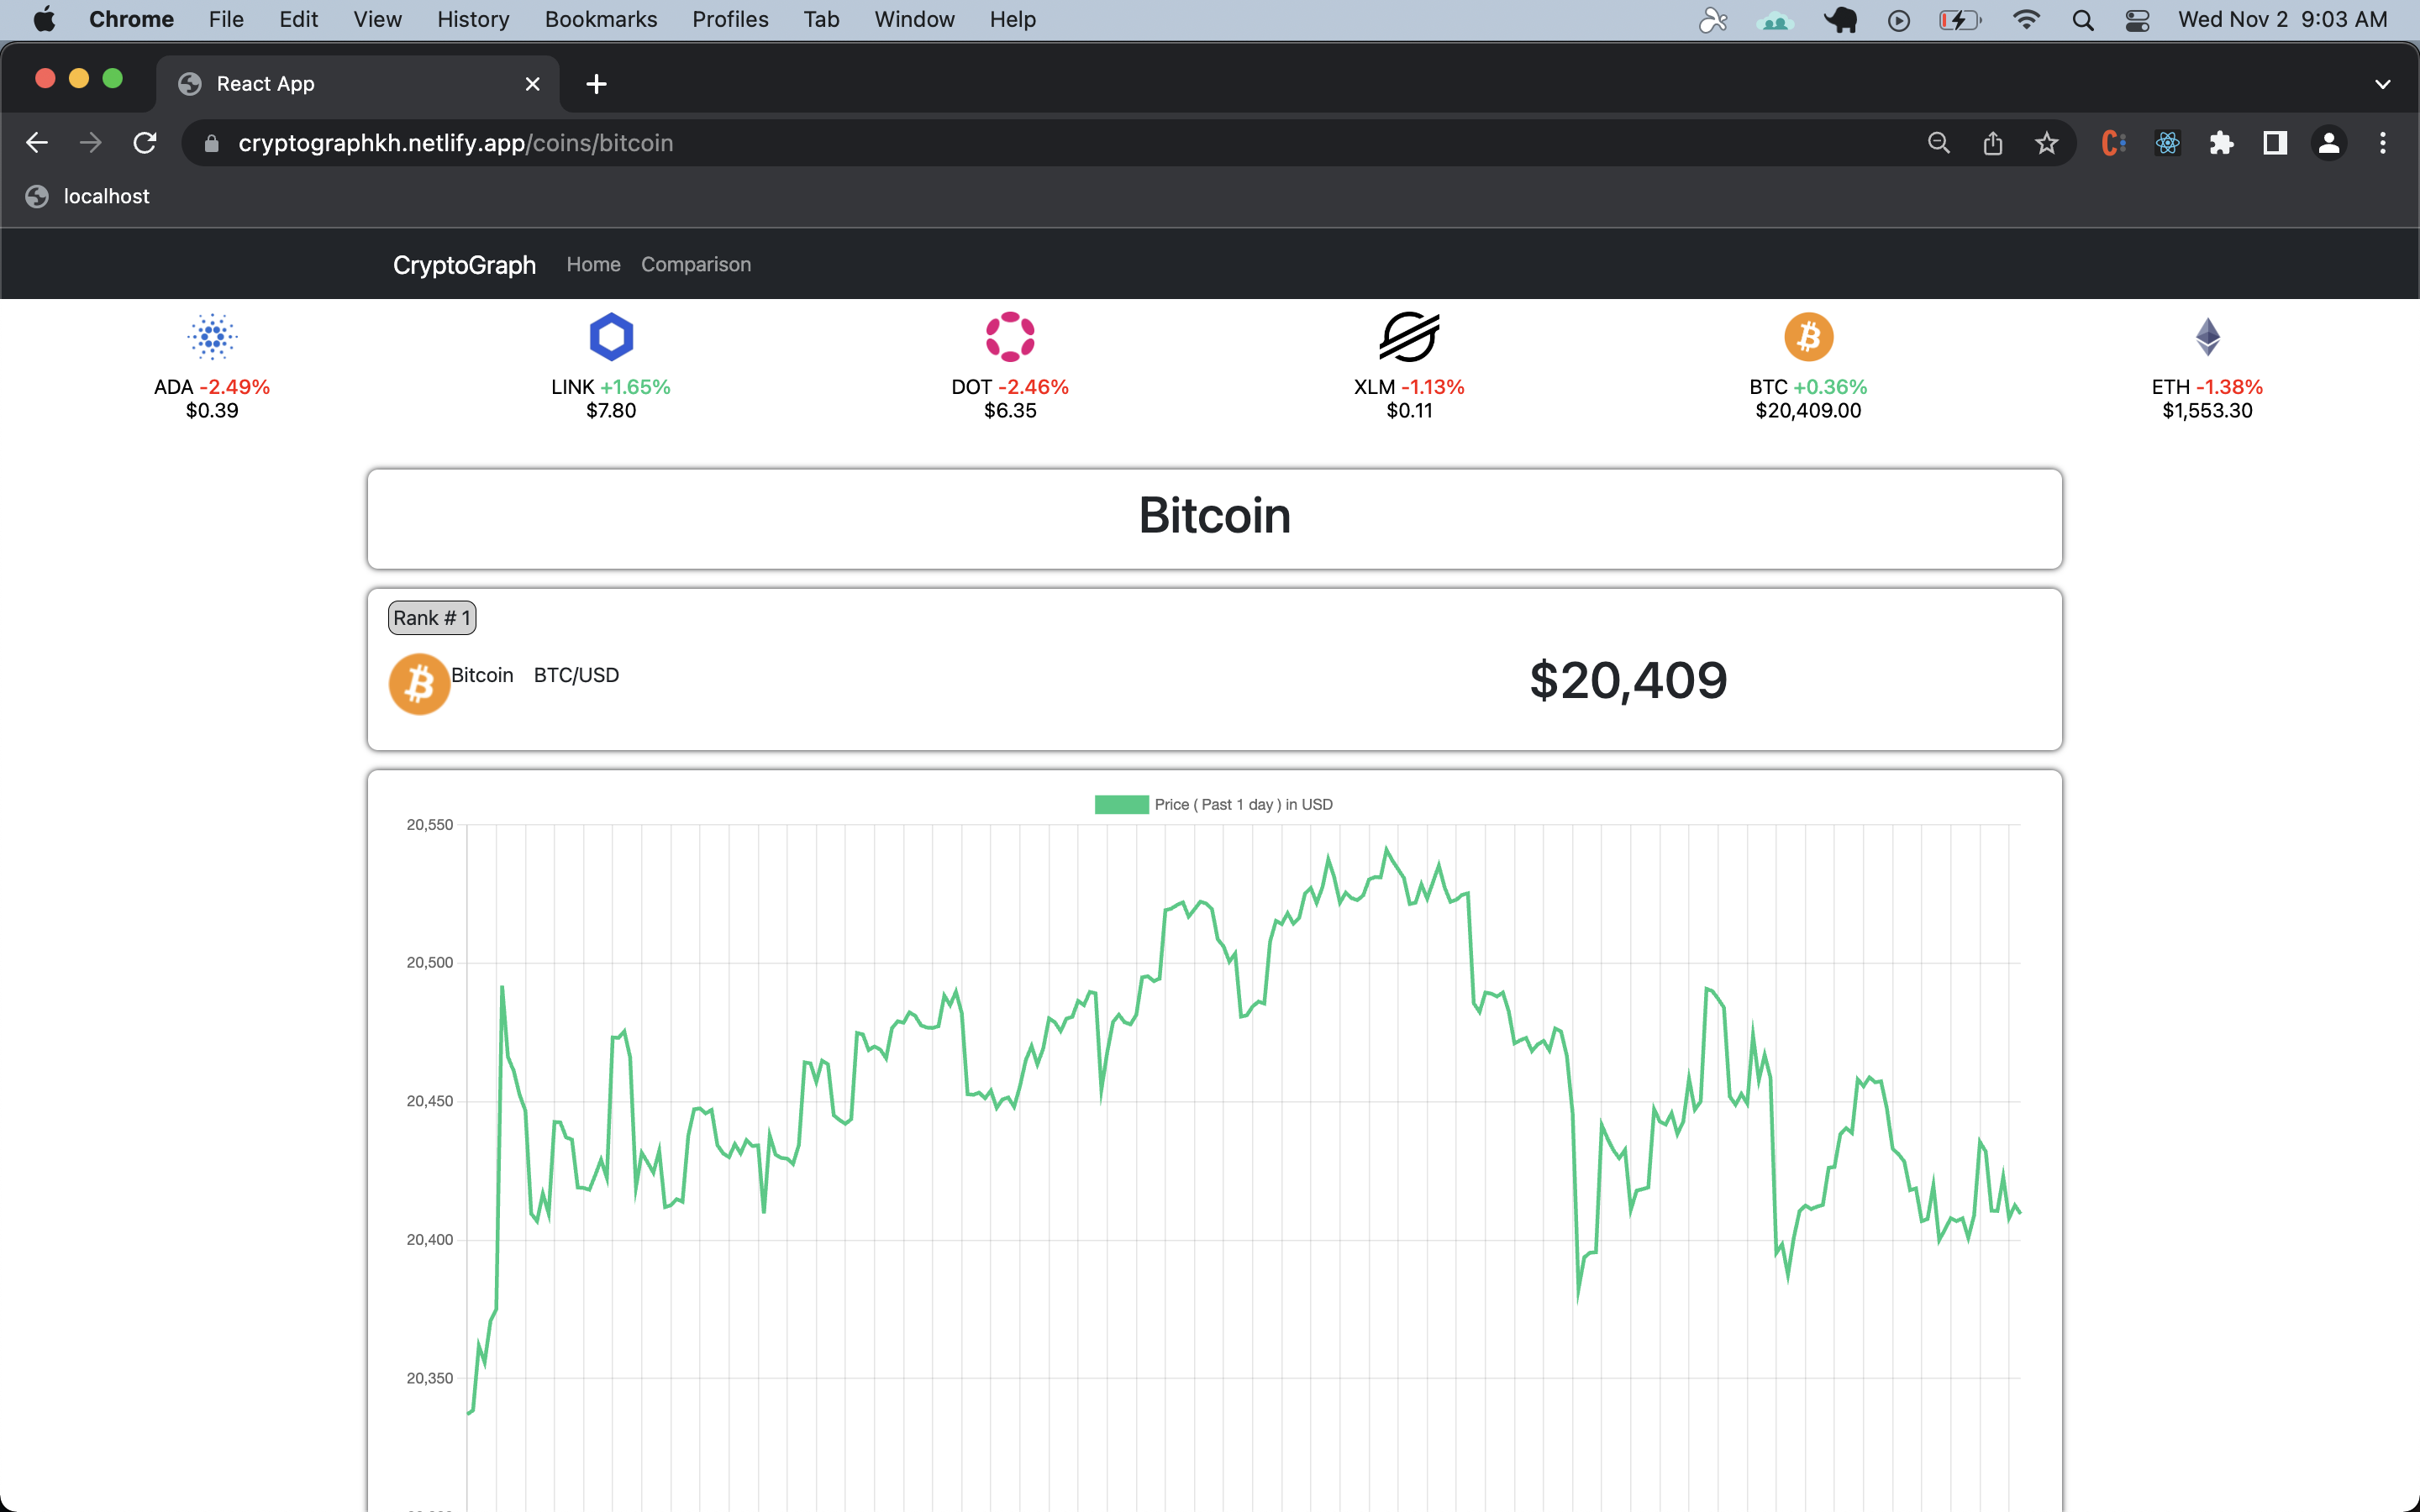 Chrome File Edit View History Bookmarks Profiles Tab Window Help Wed Nov 2 9:03 AM
React App
cryptographkh.netlify.app/coins/bitcoin
localhost
CryptoGraph Home Comparison
ADA -2.49%
$0.39
LINK +1.65%
$7.80
DOT -2.46%
$6.35
XLM -1.13%
$0.11
BTC +0.36%
$20,409.00
ETH -1.38%
$1,553.30
Bitcoin
Rank # 1
Bitcoin BTC/USD
$20,409
Price ( Past 1 day ) in USD
20,550
20,500
20,450
20,400
20,350